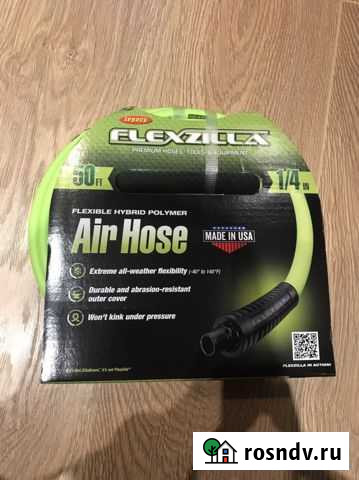 Legacy
FLEXZILLA
PREMIUM HOSES, TOOLS & EQUIPMENT
50 FT
1/4 IN
FLEXIBLE HYBRID POLYMER
Air Hose
MADE IN USA
Extreme all-weather flexibility (-40° to 140°F)
Durable and abrasion-resistant
outer cover
Won't kink under pressure
FLEXZILLA IN ACTION!
rosndv.ru